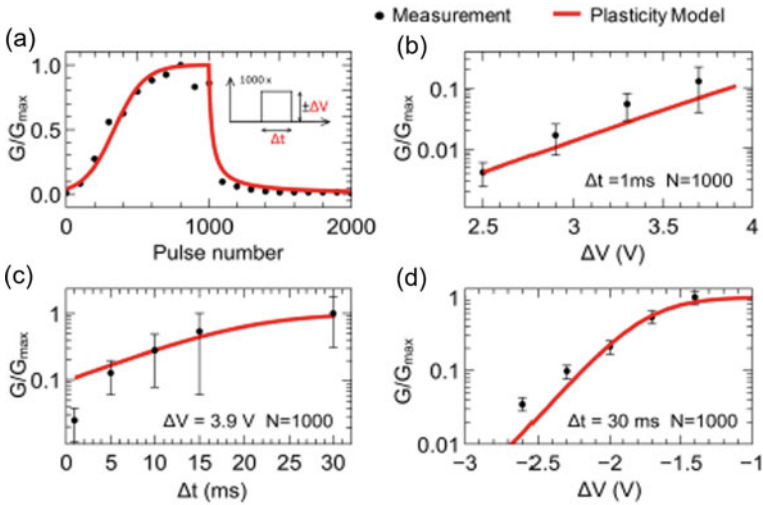 Measurement Plasticity Model
(a)
G/Gmax
1.0
0.5
0.0
0 1000 2000
Pulse number
1000 x
±ΔV
Δt
(b)
G/Gmax
0.1
0.01
2.5 3 3.5 4
ΔV (V)
Δt =1ms N=1000
(c)
G/Gmax
1
0.1
0 5 10 15 20 25 30
Δt (ms)
ΔV = 3.9 V N=1000
(d)
G/Gmax
1
0.1
0.01
−3 −2.5 −2 −1.5 −1
ΔV (V)
Δt = 30 ms N=1000